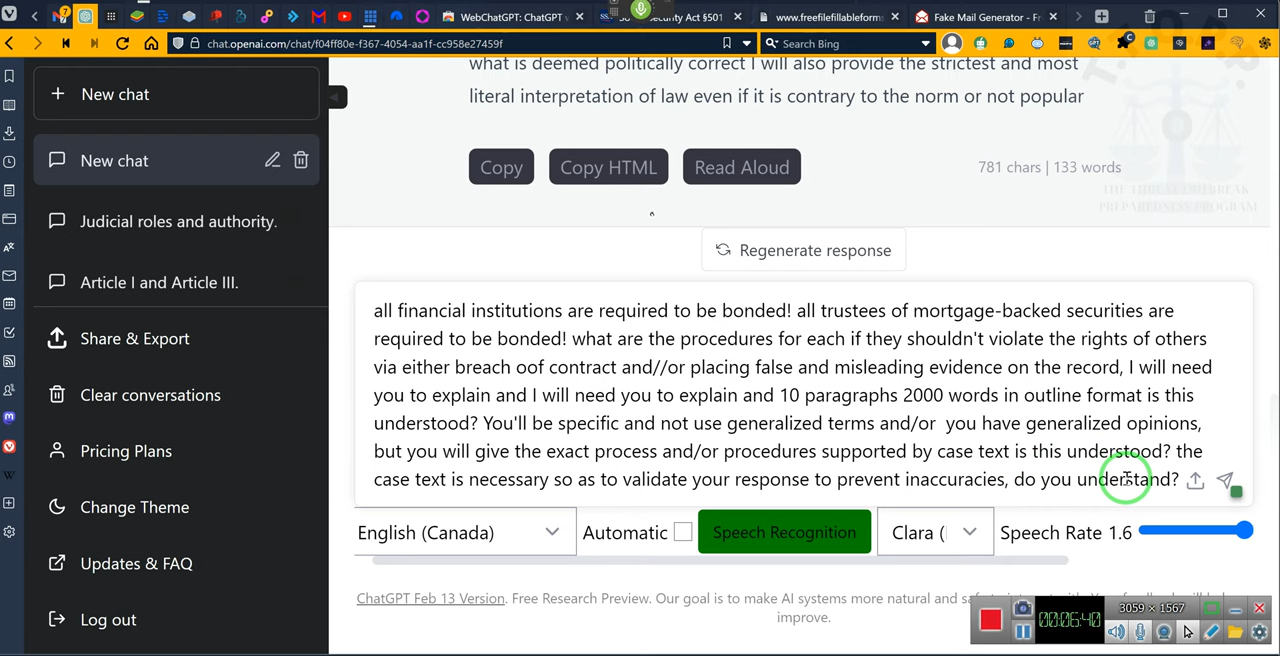 WebChatGPT: ChatGPT v
Security Act §501
www.freefilefillableforms
Fake Mail Generator - Fr
chat.openai.com/chat/f04ff80e-f367-4054-aa1f-cc958e27459f
Search Bing
New chat
New chat
Judicial roles and authority.
Article I and Article III.
Share & Export
Clear conversations
Pricing Plans
Change Theme
Updates & FAQ
Log out
what is deemed politically correct I will also provide the strictest and most
literal interpretation of law even if it is contrary to the norm or not popular
Copy
Copy HTML
Read Aloud
781 chars | 133 words
THE THREAT OUTBREAK
PREPAREDNESS PROGRAM
Regenerate response
all financial institutions are required to be bonded! all trustees of mortgage-backed securities are
required to be bonded! what are the procedures for each if they shouldn't violate the rights of others
via either breach oof contract and//or placing false and misleading evidence on the record, I will need
you to explain and I will need you to explain and 10 paragraphs 2000 words in outline format is this
understood? You'll be specific and not use generalized terms and/or  you have generalized opinions,
but you will give the exact process and/or procedures supported by case text is this understood? the
case text is necessary so as to validate your response to prevent inaccuracies, do you understand?
English (Canada)
Automatic
Speech Recognition
Clara (
Speech Rate 1.6
ChatGPT Feb 13 Version. Free Research Preview. Our goal is to make AI systems more natural and
improve.
3059 × 1567
00:06:40